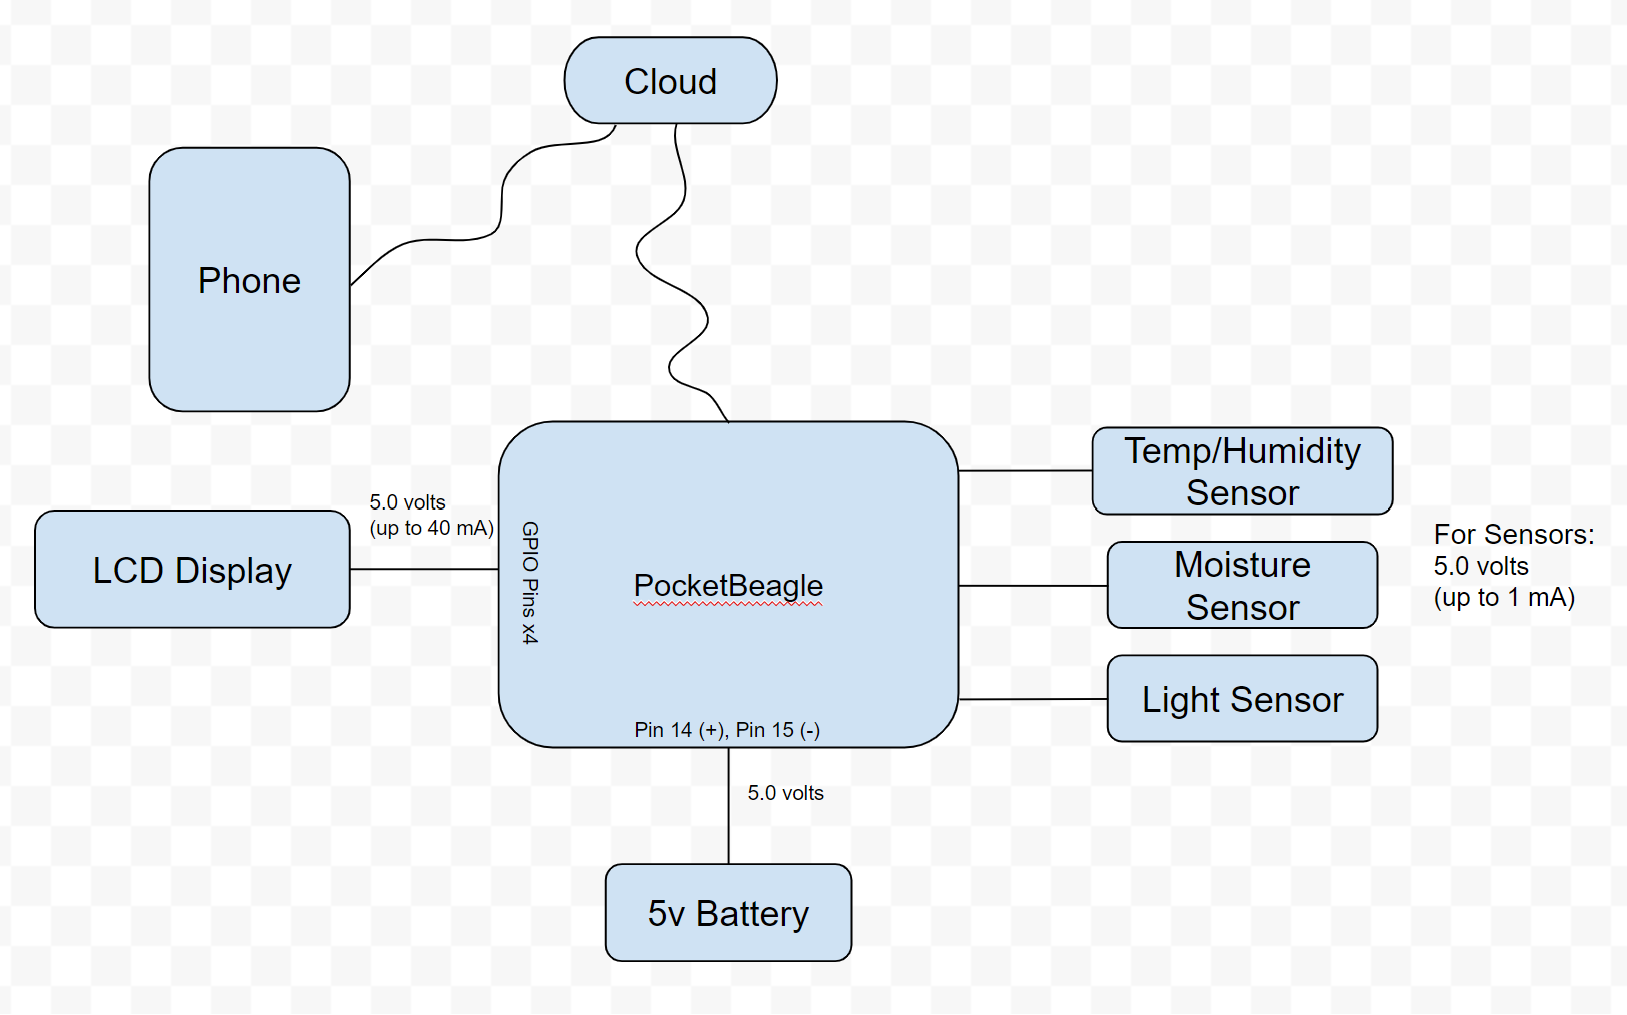 Cloud
Phone
Temp/Humidity
Sensor
5.0 volts
(up to 40 mA)
LCD Display
GPIO Pins x4
PocketBeagle
Moisture
Sensor
For Sensors:
5.0 volts
(up to 1 mA)
Light Sensor
Pin 14 (+), Pin 15 (-)
5.0 volts
5v Battery